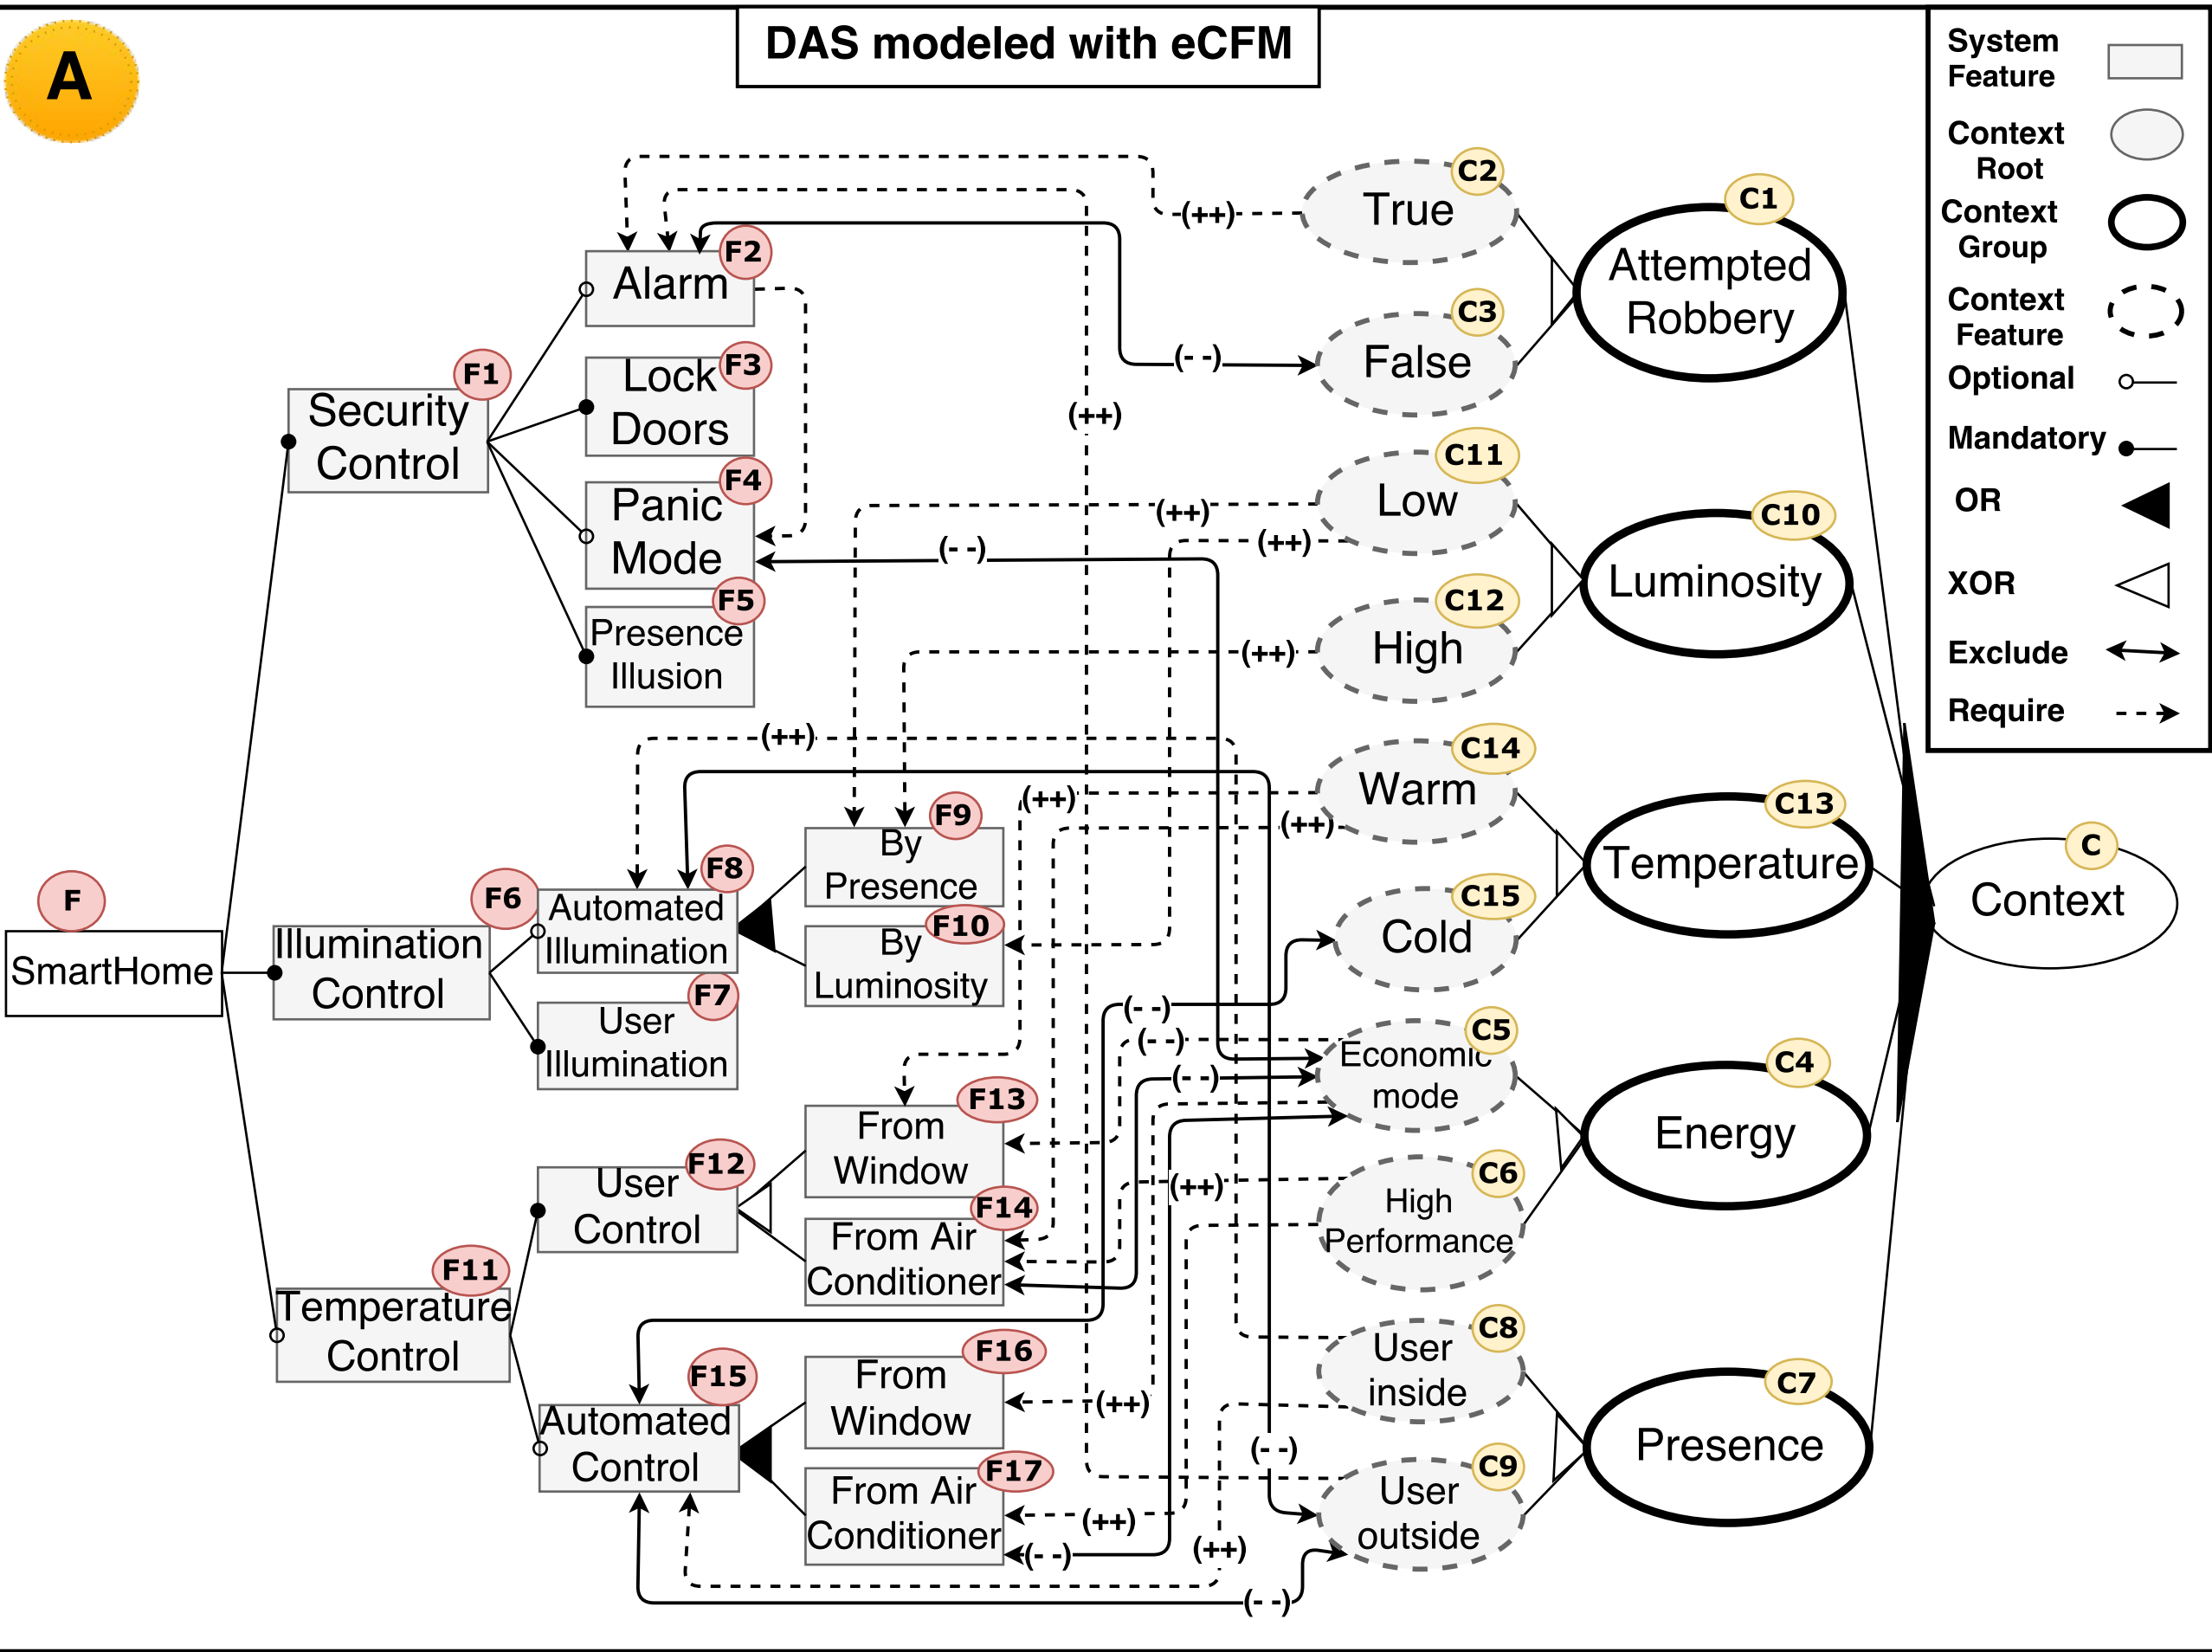 A
DAS modeled with eCFM
System
Feature
Context
Root
Context
Group
Context
Feature
Optional
Mandatory
OR
XOR
Exclude
Require
F
SmartHome
F1
Security
Control
F2
Alarm
F3
Lock
Doors
F4
Panic
Mode
F5
Presence
Illusion
F6
Illumination
Control
F8
Automated
Illumination
F7
User
Illumination
F9
By
Presence
F10
By
Luminosity
F11
Temperature
Control
F12
User
Control
F13
From
Window
F14
From Air
Conditioner
F15
Automated
Control
F16
From
Window
F17
From Air
Conditioner
(++)
(- -)
(++)
(++)
(- -)
(++)
(++)
(++)
(++)
(++)
(- -)
(- -)
(- -)
(++)
(++)
(- -)
(++)
(- -)
(++)
(- -)
C2
True
C3
False
C11
Low
C12
High
C14
Warm
C15
Cold
C5
Economic
mode
C6
High
Performance
C8
User
inside
C9
User
outside
C1
Attempted
Robbery
C10
Luminosity
C13
Temperature
C4
Energy
C7
Presence
C
Context